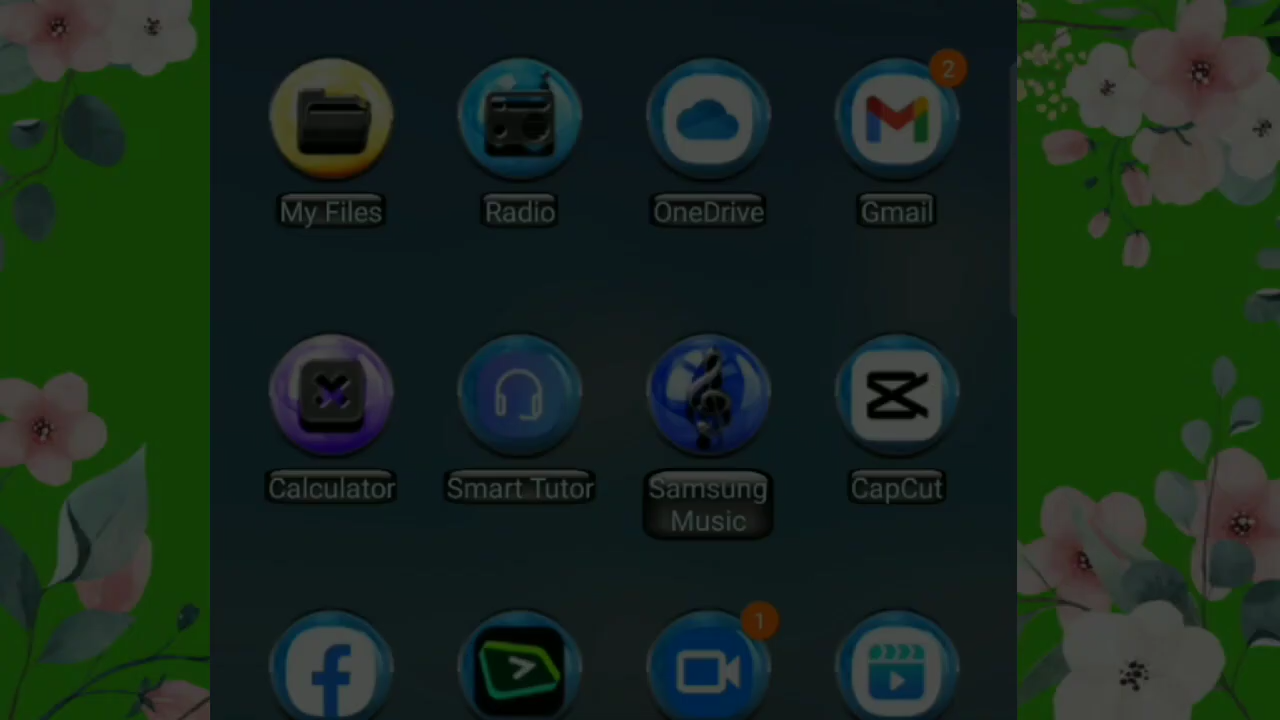 2
My Files
Radio
OneDrive
Gmail
Calculator
Smart Tutor
Samsung
Music
CapCut
1